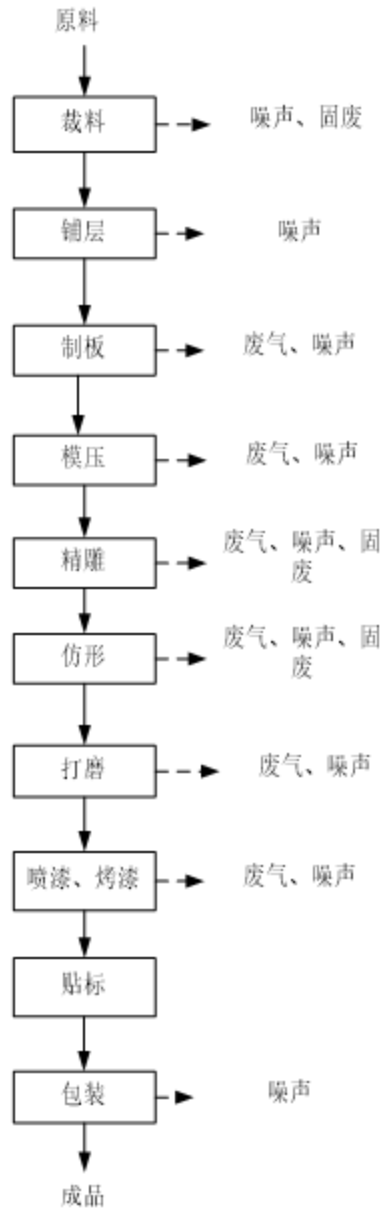 原料
裁料
噪声、固废
铺层
噪声
制板
废气、噪声
模压
废气、噪声
精雕
废气、噪声、固
废
仿形
废气、噪声、固
废
打磨
废气、噪声
喷漆、烤漆
废气、噪声
贴标
包装
噪声
成品